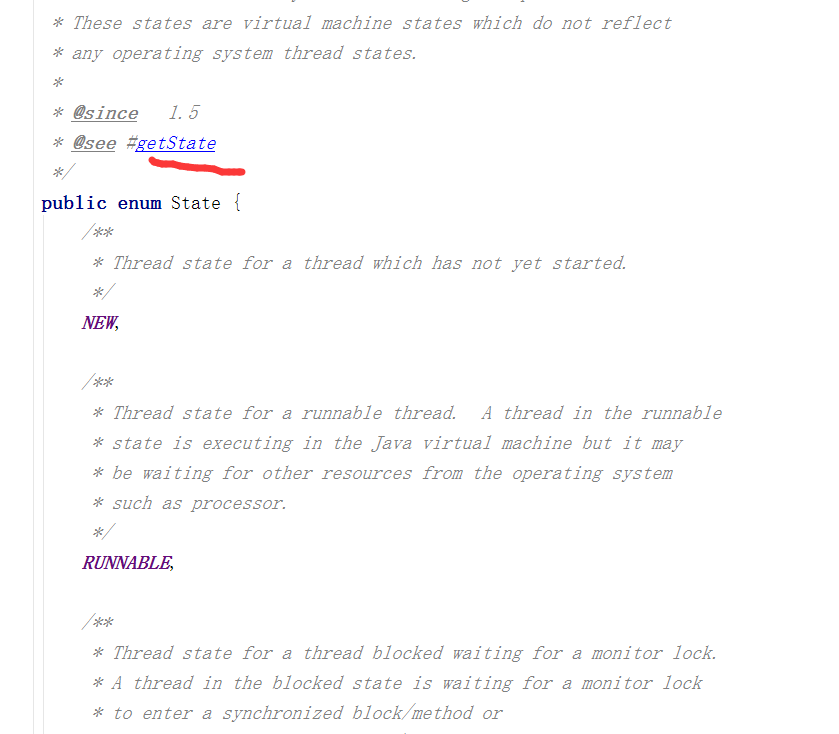 * These states are virtual machine states which do not reflect
* any operating system thread states.
*
* @since   1.5
* @see #getState
*/
public enum State {
/**
* Thread state for a thread which has not yet started.
*/
NEW,
/**
* Thread state for a runnable thread.  A thread in the runnable
* state is executing in the Java virtual machine but it may
* be waiting for other resources from the operating system
* such as processor.
*/
RUNNABLE,
/**
* Thread state for a thread blocked waiting for a monitor lock.
* A thread in the blocked state is waiting for a monitor lock
* to enter a synchronized block/method or